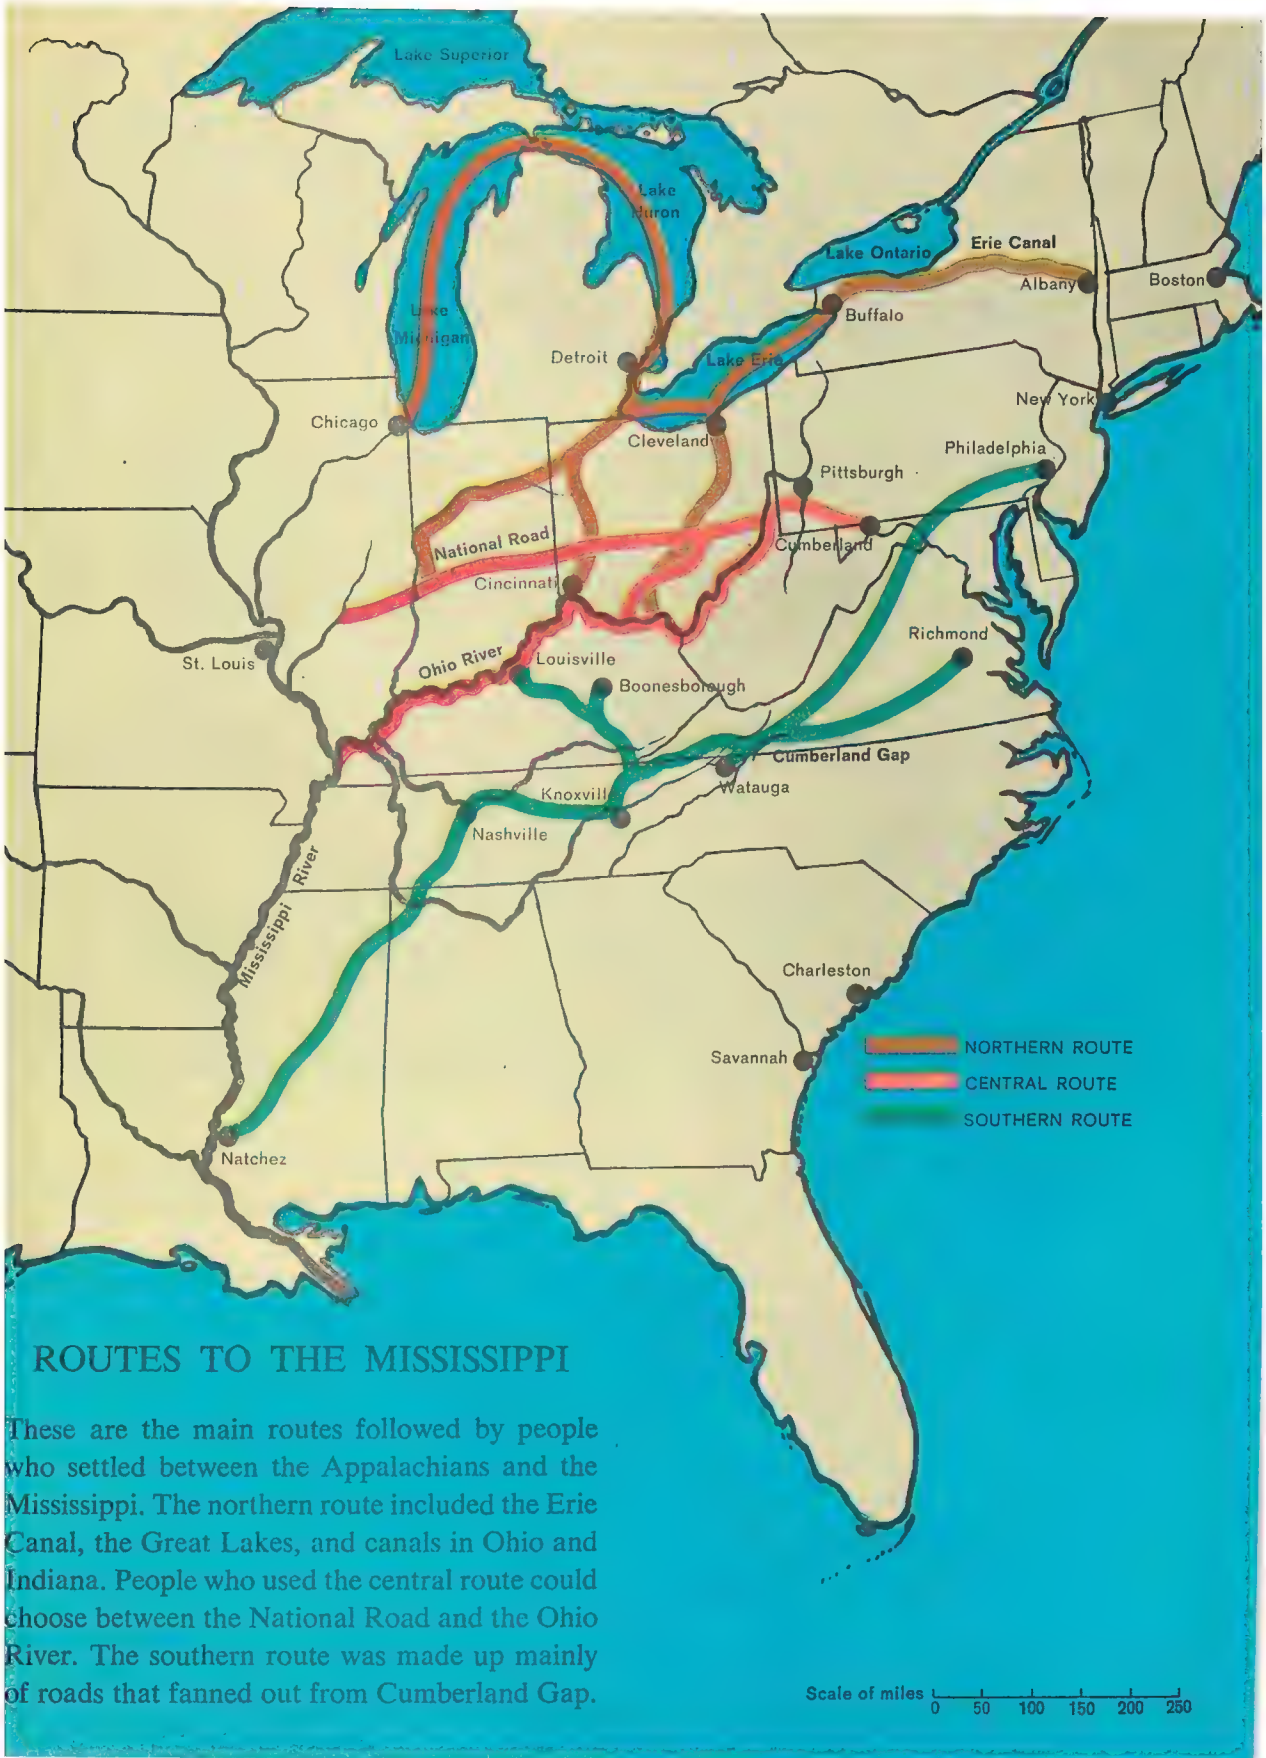 Lake Superior
Lake
Huron
Lake Ontario
Erie Canal
Albany
Boston
Buffalo
Lake
Michigan
Detroit
Lake Erie
New York
Chicago
Cleveland
Philadelphia
Pittsburgh
National Road
Cumberland
Cincinnati
Richmond
St. Louis
Ohio River
Louisville
Boonesborough
Cumberland Gap
Watauga
Knoxville
Nashville
Mississippi River
Charleston
Savannah
NORTHERN ROUTE
CENTRAL ROUTE
SOUTHERN ROUTE
Natchez
ROUTES TO THE MISSISSIPPI
These are the main routes followed by people
who settled between the Appalachians and the
Mississippi. The northern route included the Erie
Canal, the Great Lakes, and canals in Ohio and
Indiana. People who used the central route could
choose between the National Road and the Ohio
River. The southern route was made up mainly
of roads that fanned out from Cumberland Gap.
Scale of miles
0 50 100 150 200 250